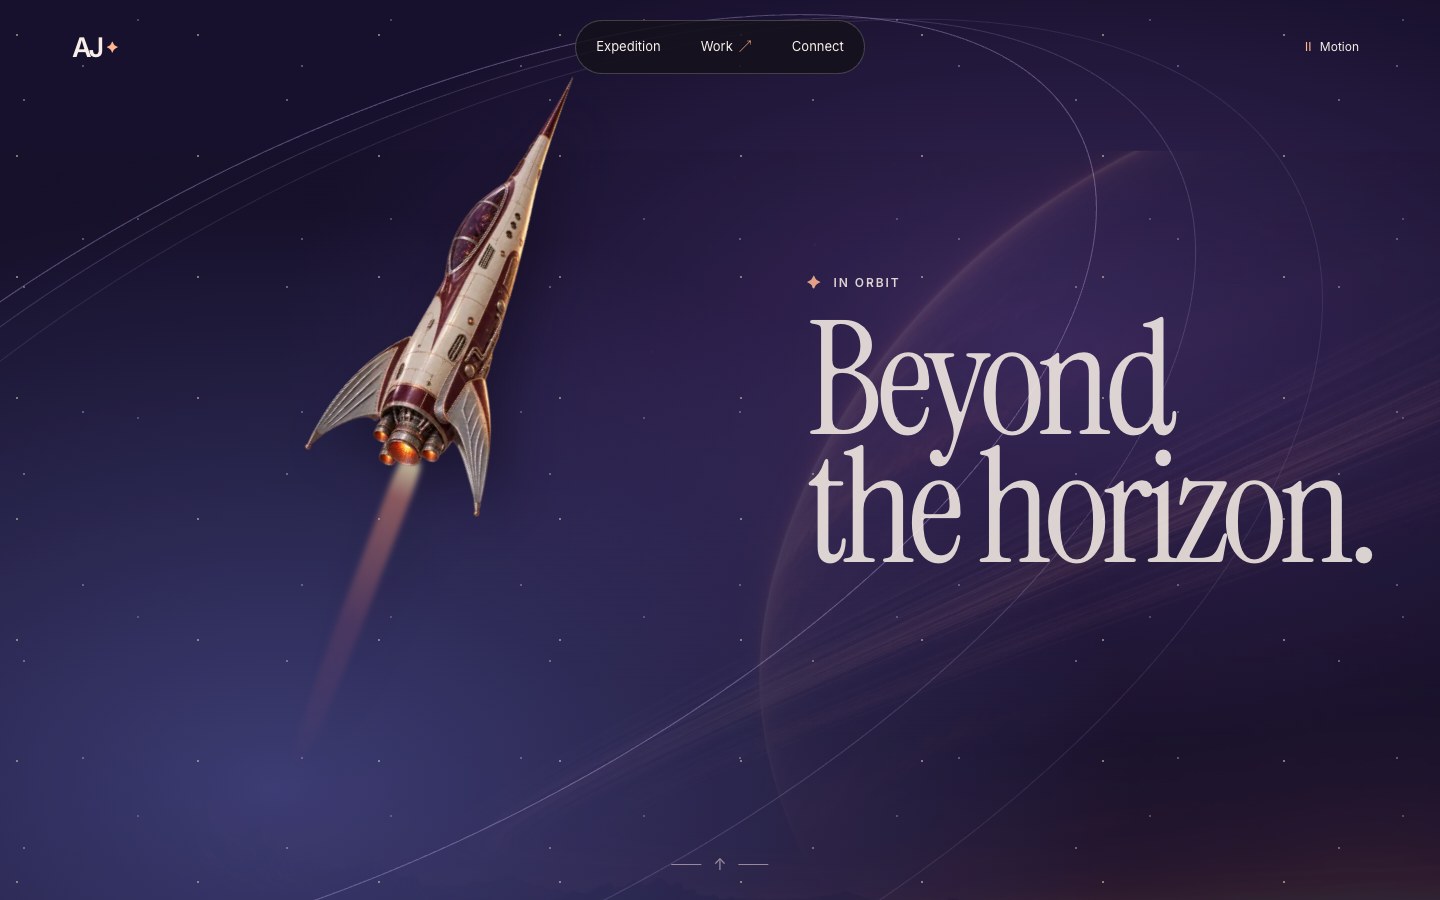 AJ
Expedition
Work
Connect
Motion
IN ORBIT
Beyond
the horizon.